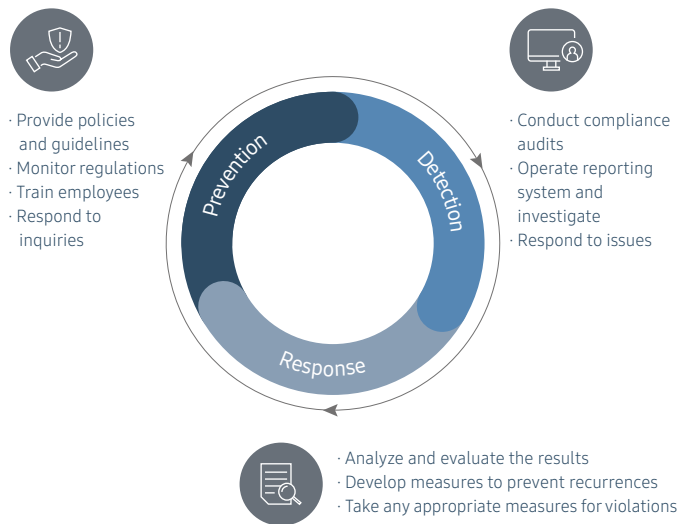 · Provide policies
and guidelines
· Monitor regulations
· Train employees
· Respond to
inquiries
Prevention
Detection
Response
· Conduct compliance
audits
· Operate reporting
system and
investigate
· Respond to issues
· Analyze and evaluate the results
· Develop measures to prevent recurrences
· Take any appropriate measures for violations